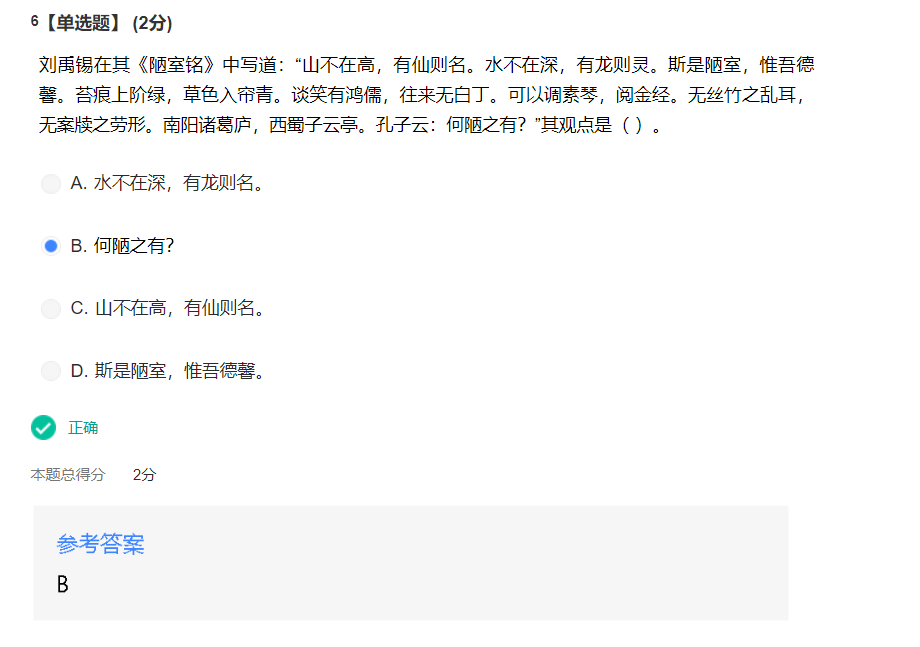 6【单选题】 (2分)
刘禹锡在其《陋室铭》中写道：“山不在高，有仙则名。水不在深，有龙则灵。斯是陋室，惟吾德
馨。苔痕上阶绿，草色入帘青。谈笑有鸿儒，往来无白丁。可以调素琴，阅金经。无丝竹之乱耳，
无案牍之劳形。南阳诸葛庐，西蜀子云亭。孔子云：何陋之有？”其观点是（ ）。
A. 水不在深，有龙则名。
B. 何陋之有？
C. 山不在高，有仙则名。
D. 斯是陋室，惟吾德馨。
正确
本题总得分 2分
参考答案
B